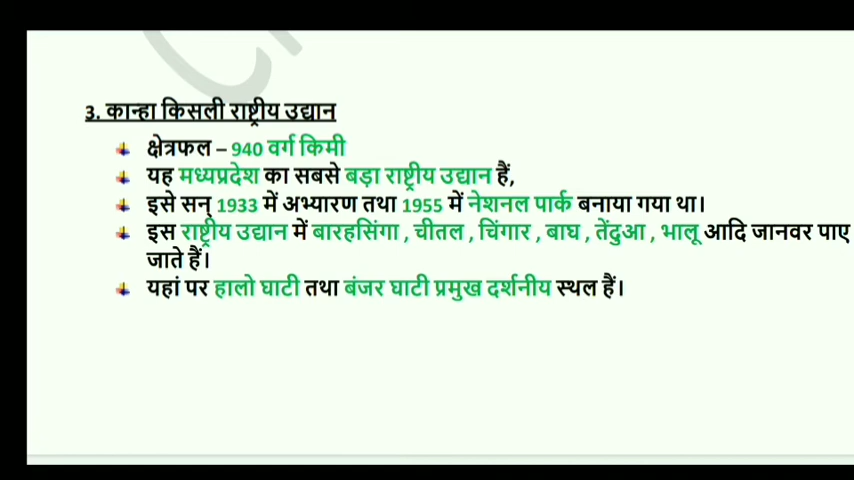 3. कान्हा किसली राष्ट्रीय उद्यान
क्षेत्रफल – 940 वर्ग किमी
यह मध्यप्रदेश का सबसे बड़ा राष्ट्रीय उद्यान हैं,
इसे सन् 1933 में अभ्यारण तथा 1955 में नेशनल पार्क बनाया गया था।
इस राष्ट्रीय उद्यान में बारहसिंगा , चीतल , चिंगार , बाघ , तेंदुआ , भालू आदि जानवर पाए
जाते हैं।
यहां पर हालो घाटी तथा बंजर घाटी प्रमुख दर्शनीय स्थल हैं।